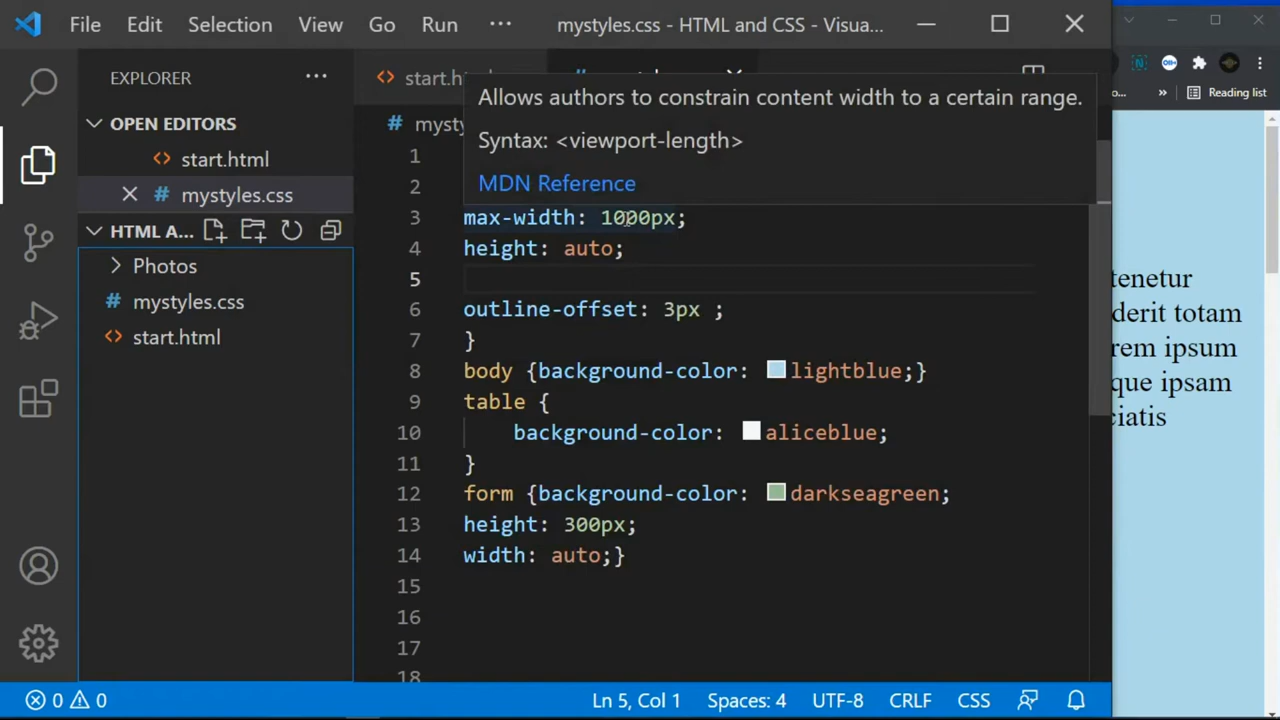 File Edit Selection View Go Run ··· mystyles.css - HTML and CSS - Visua...
EXPLORER ···
OPEN EDITORS
start.html
mystyles.css
HTML A...
Photos
mystyles.css
start.html
start.h
# mysty
Allows authors to constrain content width to a certain range.
Syntax: <viewport-length>
MDN Reference
1
2
3 max-width: 1000px;
4 height: auto;
5
6 outline-offset: 3px ;
7 }
8 body {background-color: lightblue;}
9 table {
10 background-color: aliceblue;
11 }
12 form {background-color: darkseagreen;
13 height: 300px;
14 width: auto;}
15
16
17
18
0 0 Ln 5, Col 1 Spaces: 4 UTF-8 CRLF CSS
o... » Reading list
tenetur
derit totam
rem ipsum
que ipsam
ciatis